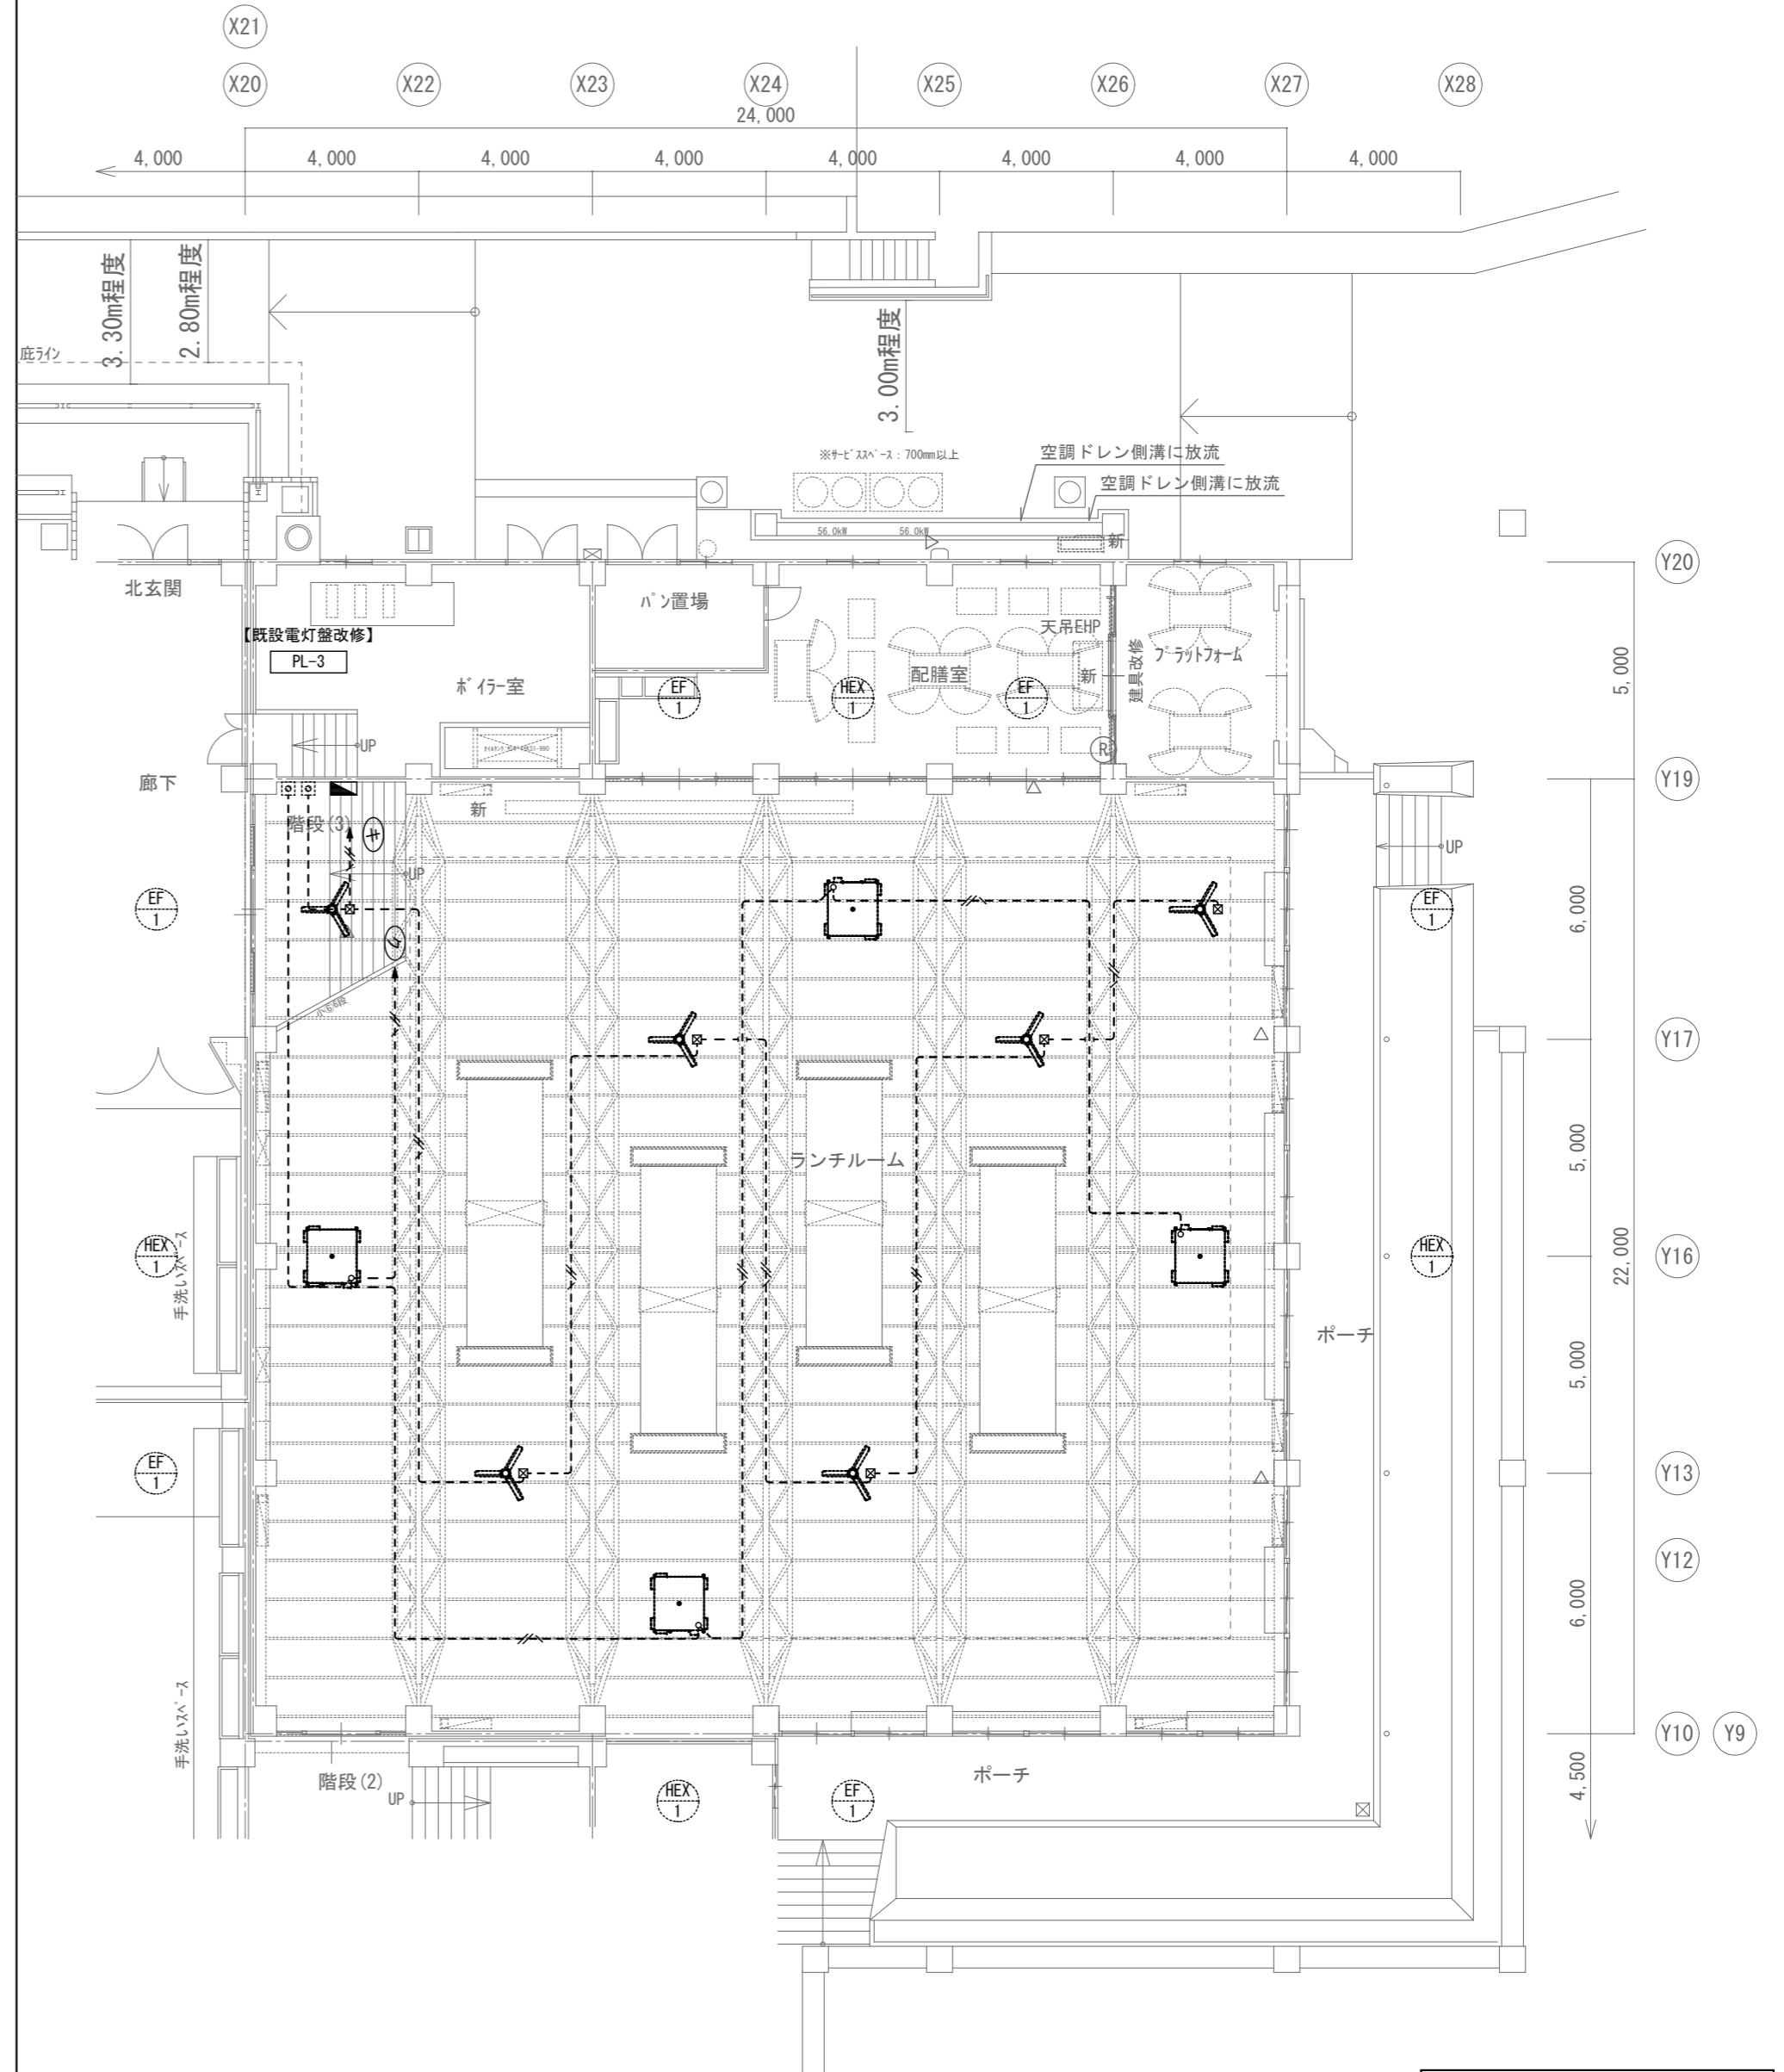 X21
X20 X22 X23 X24 X25 X26 X27 X28
24,000
4,000 4,000 4,000 4,000 4,000 4,000 4,000 4,000
3.30m程度
2.80m程度
3.00m程度
庇ライン
※サービススペース：700mm以上
空調ドレン側溝に放流
空調ドレン側溝に放流
56.0kW 56.0kW
新
Y20
北玄関
パン置場
天吊EHP
【既設電灯盤改修】
PL-3
ボイラー室
配膳室
新
建具改修
プラットフォーム
5,000
EF
1
HEX
1
EF
1
R
UP
廊下
Y19
新
階段(3)
UP
UP
EF
1
EF
1
6,000
Y17
ランチルーム
5,000
HEX
1
手洗いスペース
HEX
1
Y16
22,000
ポーチ
5,000
EF
1
Y13
Y12
6,000
手洗いスペース
Y10 Y9
階段(2)
UP
HEX
1
EF
1
ポーチ
4,500